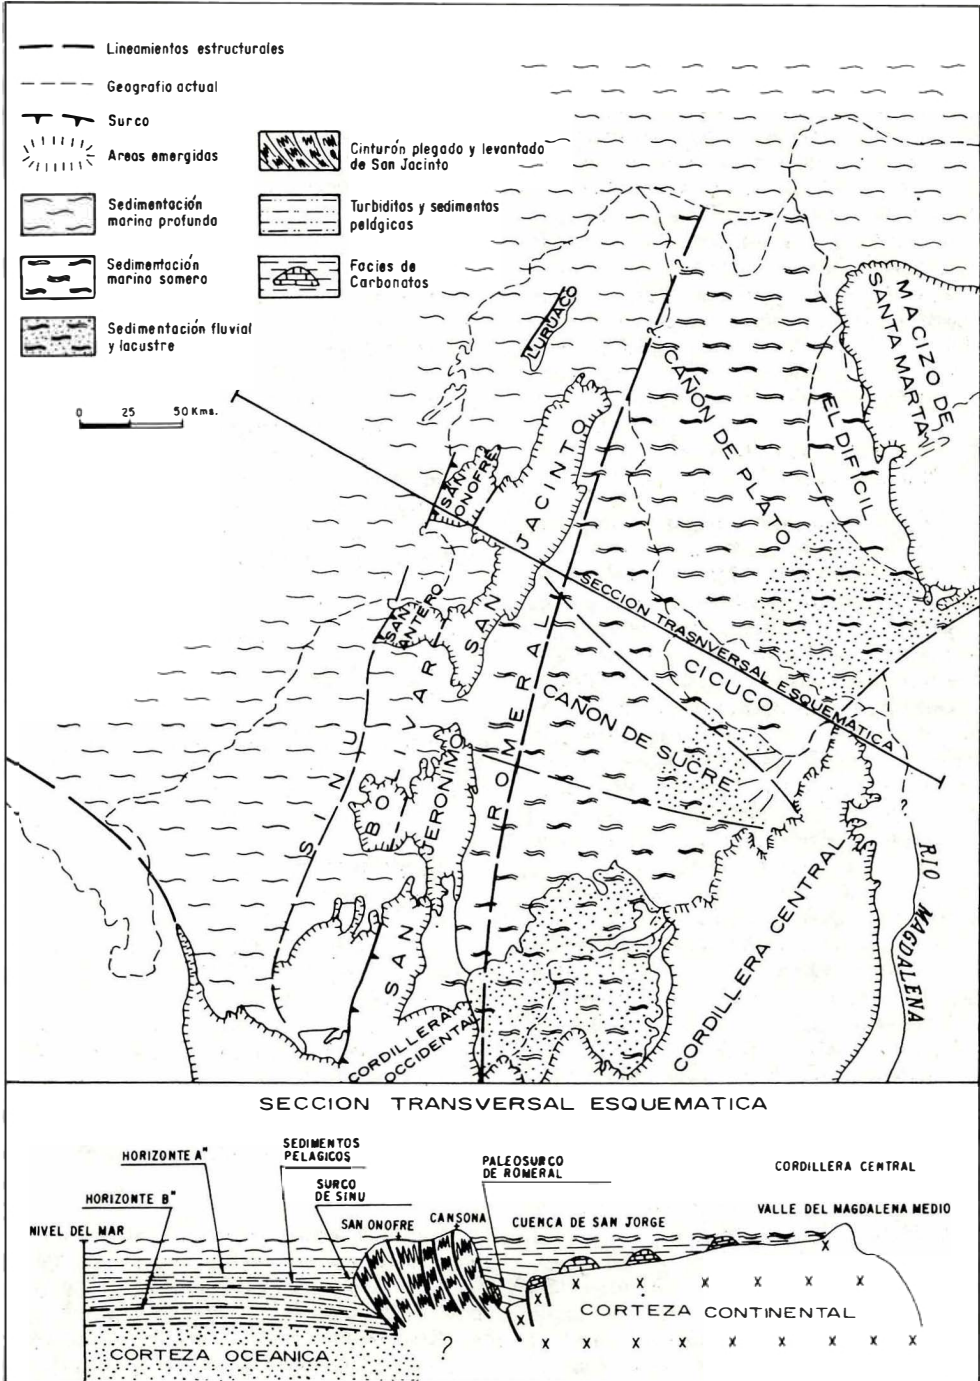 Lineamientos estructurales
Geografia actual
Surco
Areas emergidas
Sedimentación
marina profunda
Sedimentación
marino somero
Sedimentación fluvial
y lacustre
Cinturón plegado y levantado
de San Jacinto
Turbiditos y sedimentos
pelágicos
Facies de
Carbonatos
0 25 50 Kms.
LURUACO
MACIZO DE
SANTA MARTA
CAÑON DE PLATO
EL DIFÍCIL
SAN
ONOFRE
SAN JACINTO
SAN
ANTERO
SECCION TRASNVERSAL ESQUEMÁTICA
CICUCO
CAÑON DE SUCRE
SINU
BOLIVAR
ROMERAL
SAN JERONIMO
CORDILLERA
OCCIDENTAL
CORDILLERA CENTRAL
RIO
MAGDALENA
SECCION TRANSVERSAL ESQUEMATICA
HORIZONTE A"
SEDIMENTOS
PELAGICOS
PALEOSURCO
DE ROMERAL
CORDILLERA CENTRAL
HORIZONTE B"
SURCO
DE SINU
NIVEL DEL MAR
SAN ONOFRE
CANSONA
CUENCA DE SAN JORGE
VALLE DEL MAGDALENA MEDIO
CORTEZA OCEANICA
?
CORTEZA CONTINENTAL